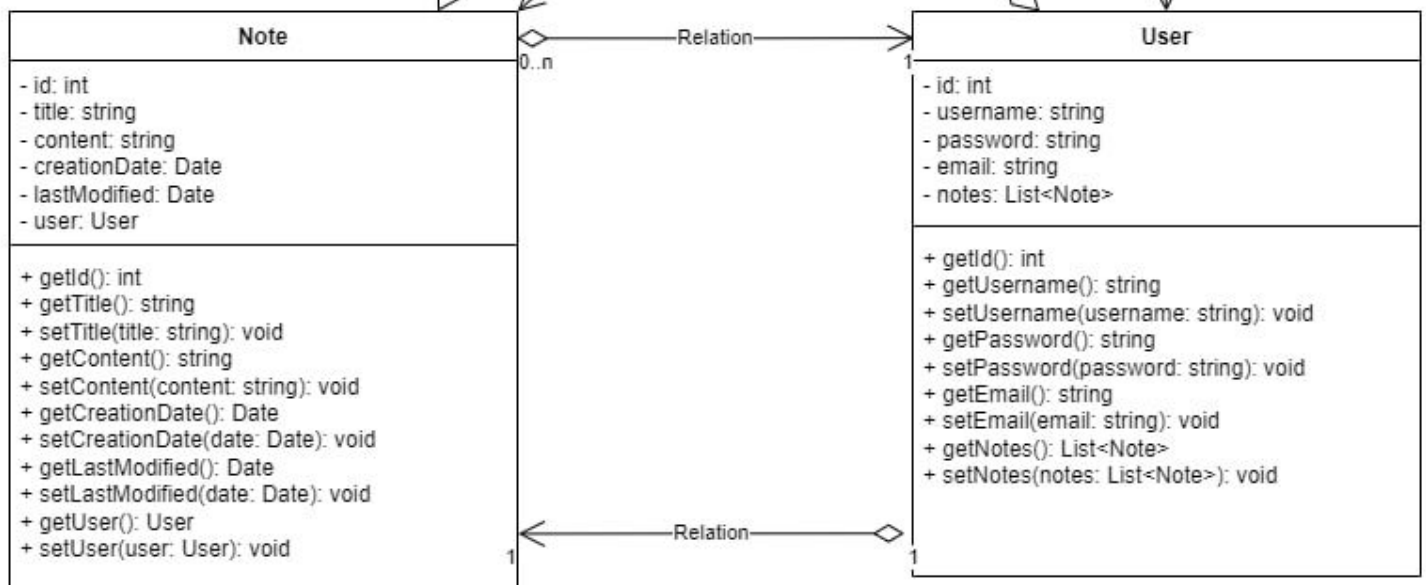 Note
- id: int
- title: string
- content: string
- creationDate: Date
- lastModified: Date
- user: User
+ getId(): int
+ getTitle(): string
+ setTitle(title: string): void
+ getContent(): string
+ setContent(content: string): void
+ getCreationDate(): Date
+ setCreationDate(date: Date): void
+ getLastModified(): Date
+ setLastModified(date: Date): void
+ getUser(): User
+ setUser(user: User): void
Relation
0..n
1
User
- id: int
- username: string
- password: string
- email: string
- notes: List<Note>
+ getId(): int
+ getUsername(): string
+ setUsername(username: string): void
+ getPassword(): string
+ setPassword(password: string): void
+ getEmail(): string
+ setEmail(email: string): void
+ getNotes(): List<Note>
+ setNotes(notes: List<Note>): void
Relation
1
1